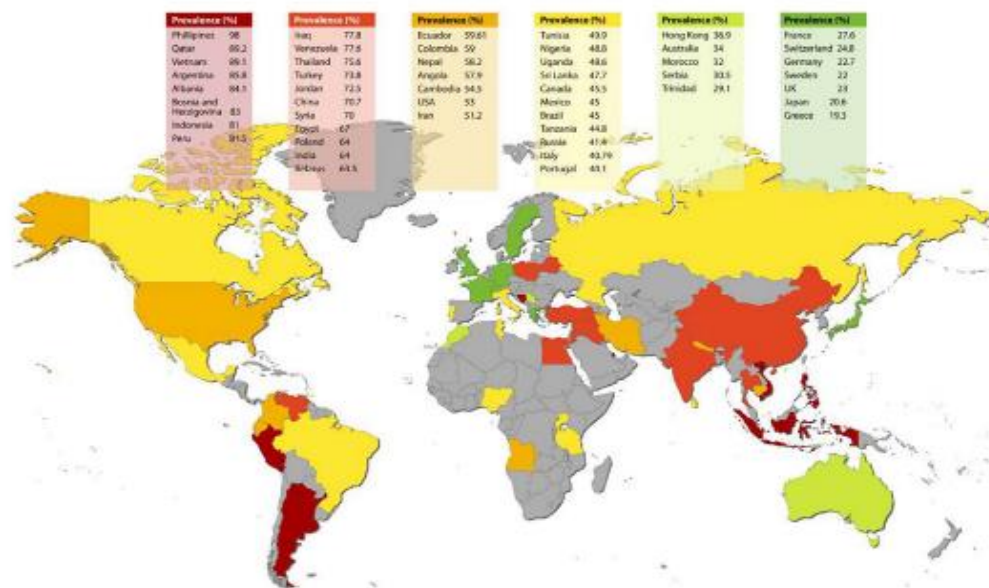 Prevalence (%)
Phillipines 98
Qatar 89.2
Vietnam 89.1
Argentina 85.8
Albania 84.1
Bosnia and
Herzigovina 83
Indonesia 81
Peru 81.5
Prevalence (%)
Iraq 77.8
Venezuela 77.6
Thailand 75.6
Turkey 73.8
Jordan 72.5
China 70.7
Syria 70
Egypt 67
Poland 64
India 64
63.5
Prevalence (%)
Ecuador 59.61
Colombia 59
Nepal 58.2
Angola 57.9
Cambodia 54.5
USA 53
Iran 51.2
Prevalence (%)
Tunisia 49.9
Nigeria 48.8
Uganda 48.6
Sri Lanka 47.7
Canada 45.5
Mexico 45
Brazil 45
Tanzania 44.8
Russie 41.9
Italy 40.79
Portugal 40.1
Prevalence (%)
Hong Kong 36.9
Australia 34
Morocco 32
Serbia 30.5
Trinidad 29.1
Prevalence (%)
France 27.6
Switzerland 24.8
Germany 22.7
Sweden 22
UK 23
Japan 20.6
Greece 19.3